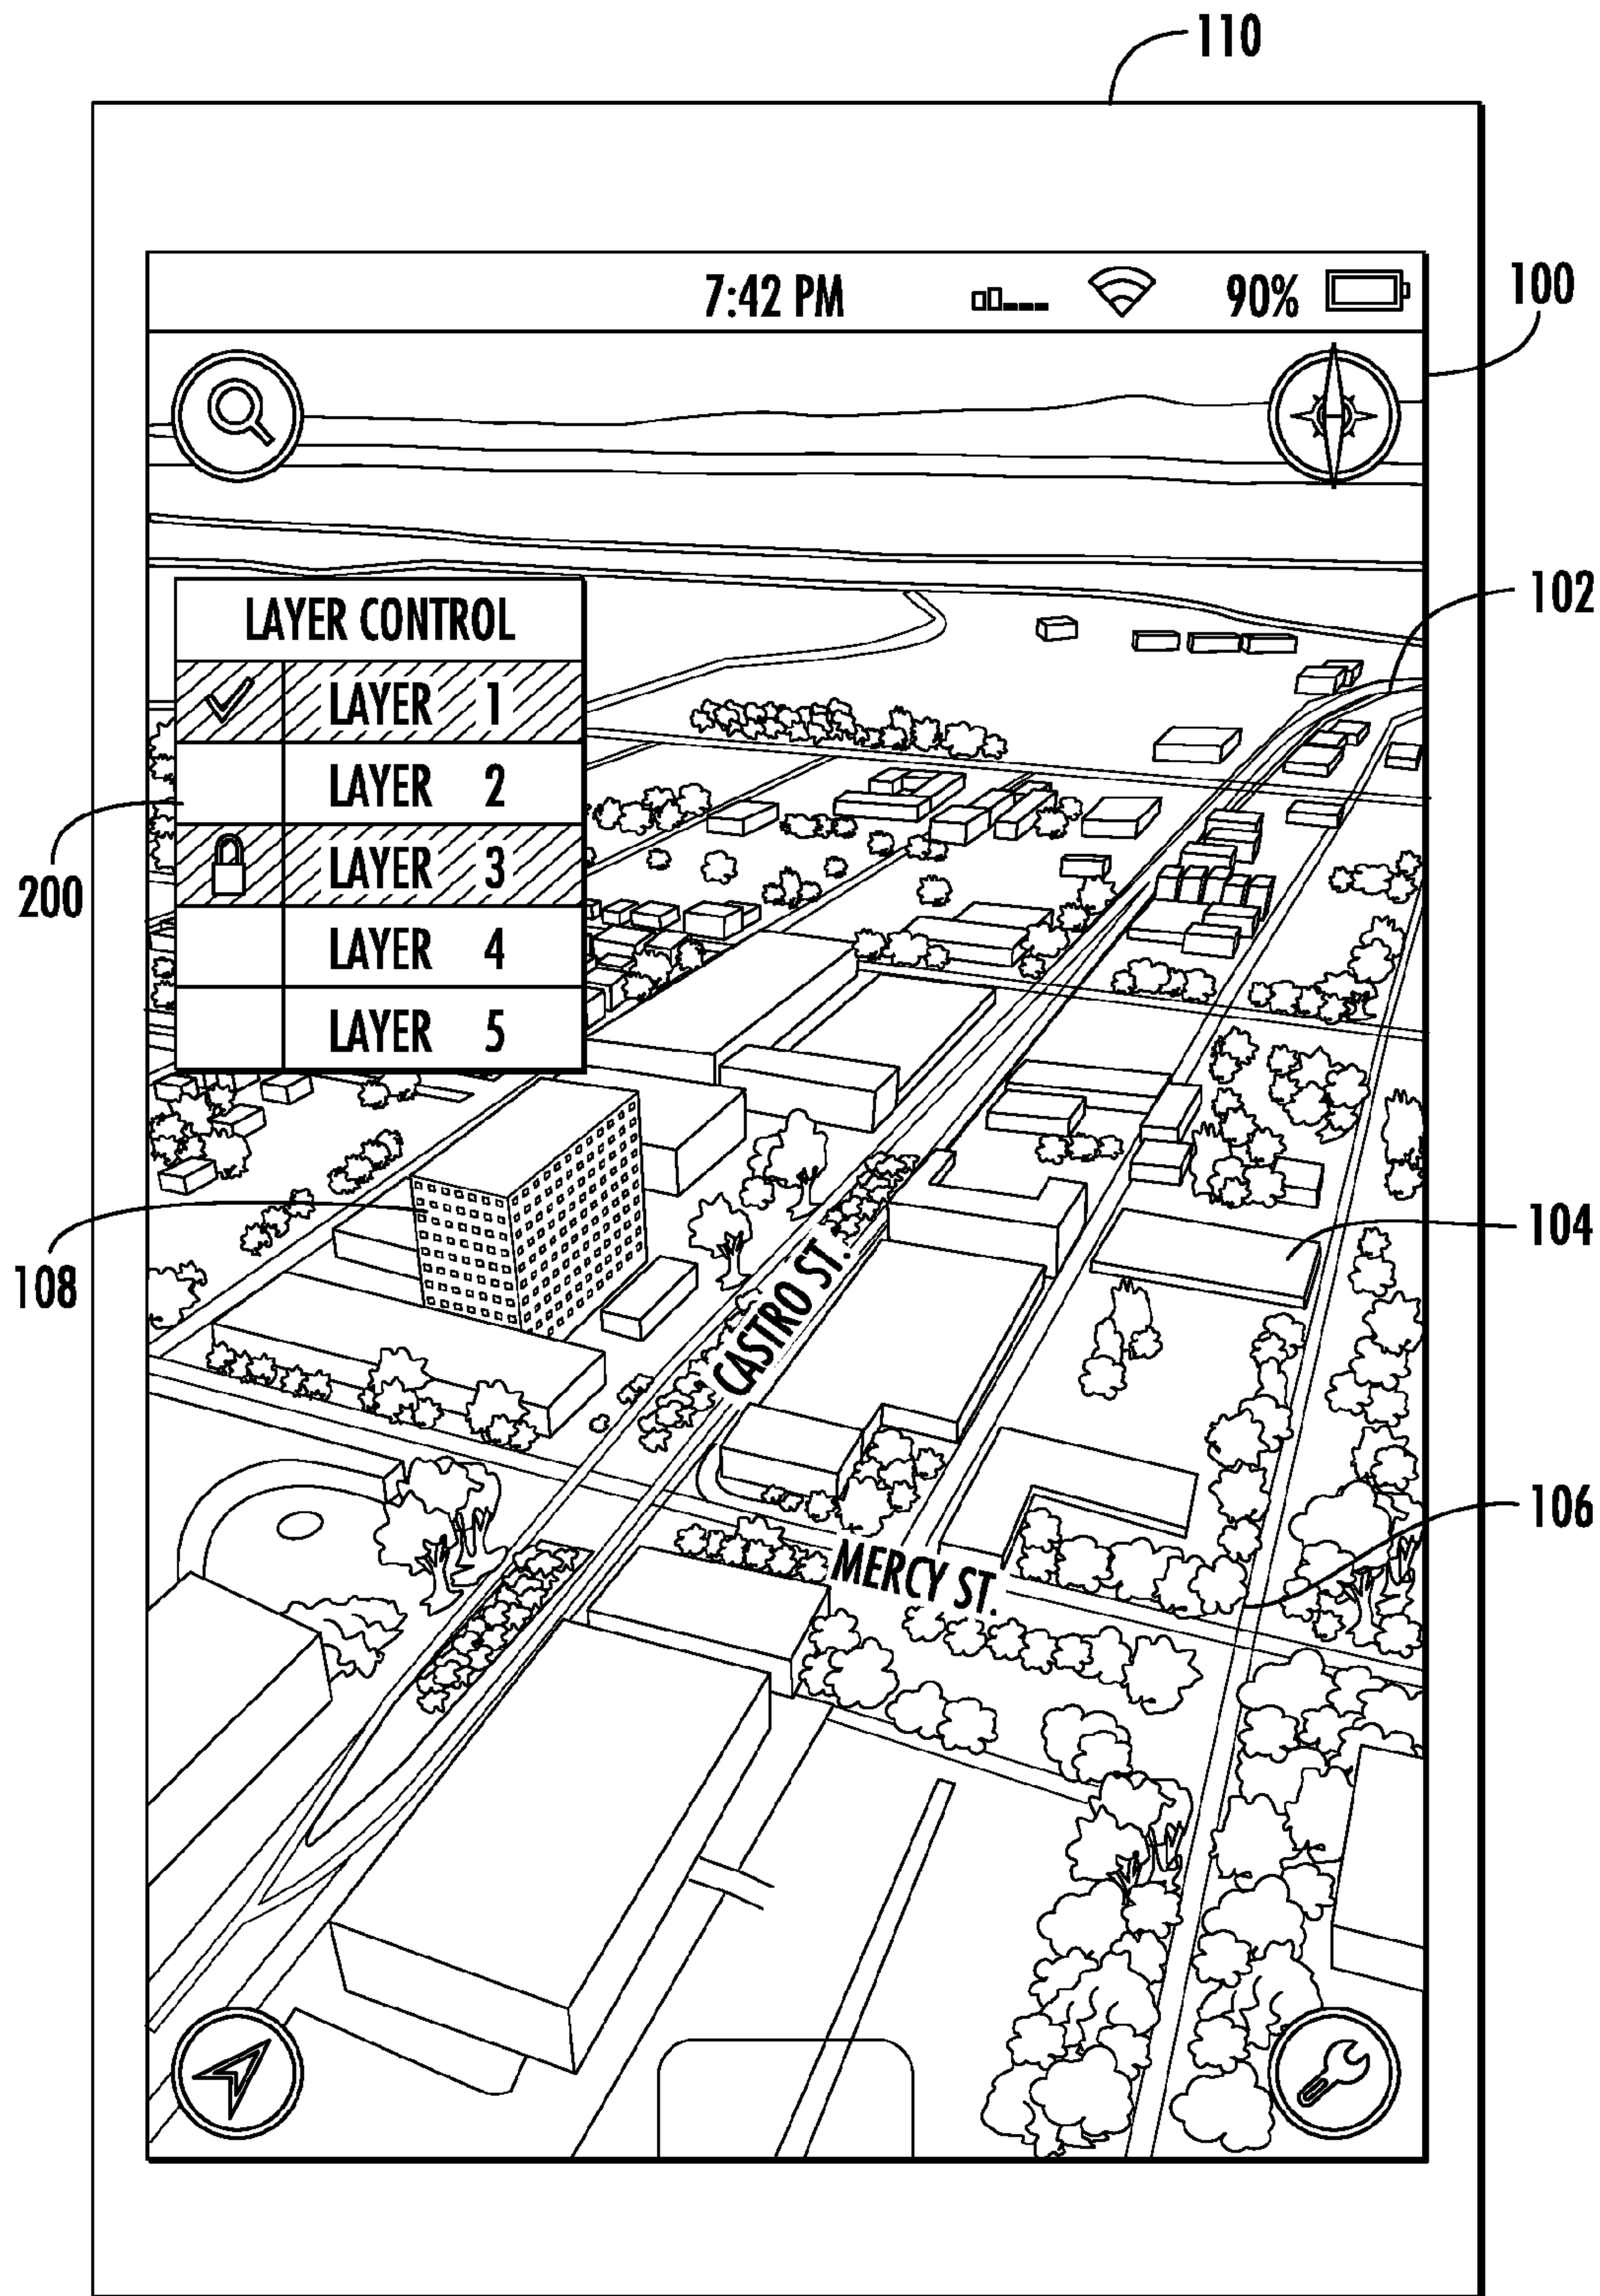 110
7:42 PM 90%
100
102
LAYER CONTROL
LAYER 1
LAYER 2
200
LAYER 3
LAYER 4
LAYER 5
108
104
CASTRO ST.
106
MERCY ST.